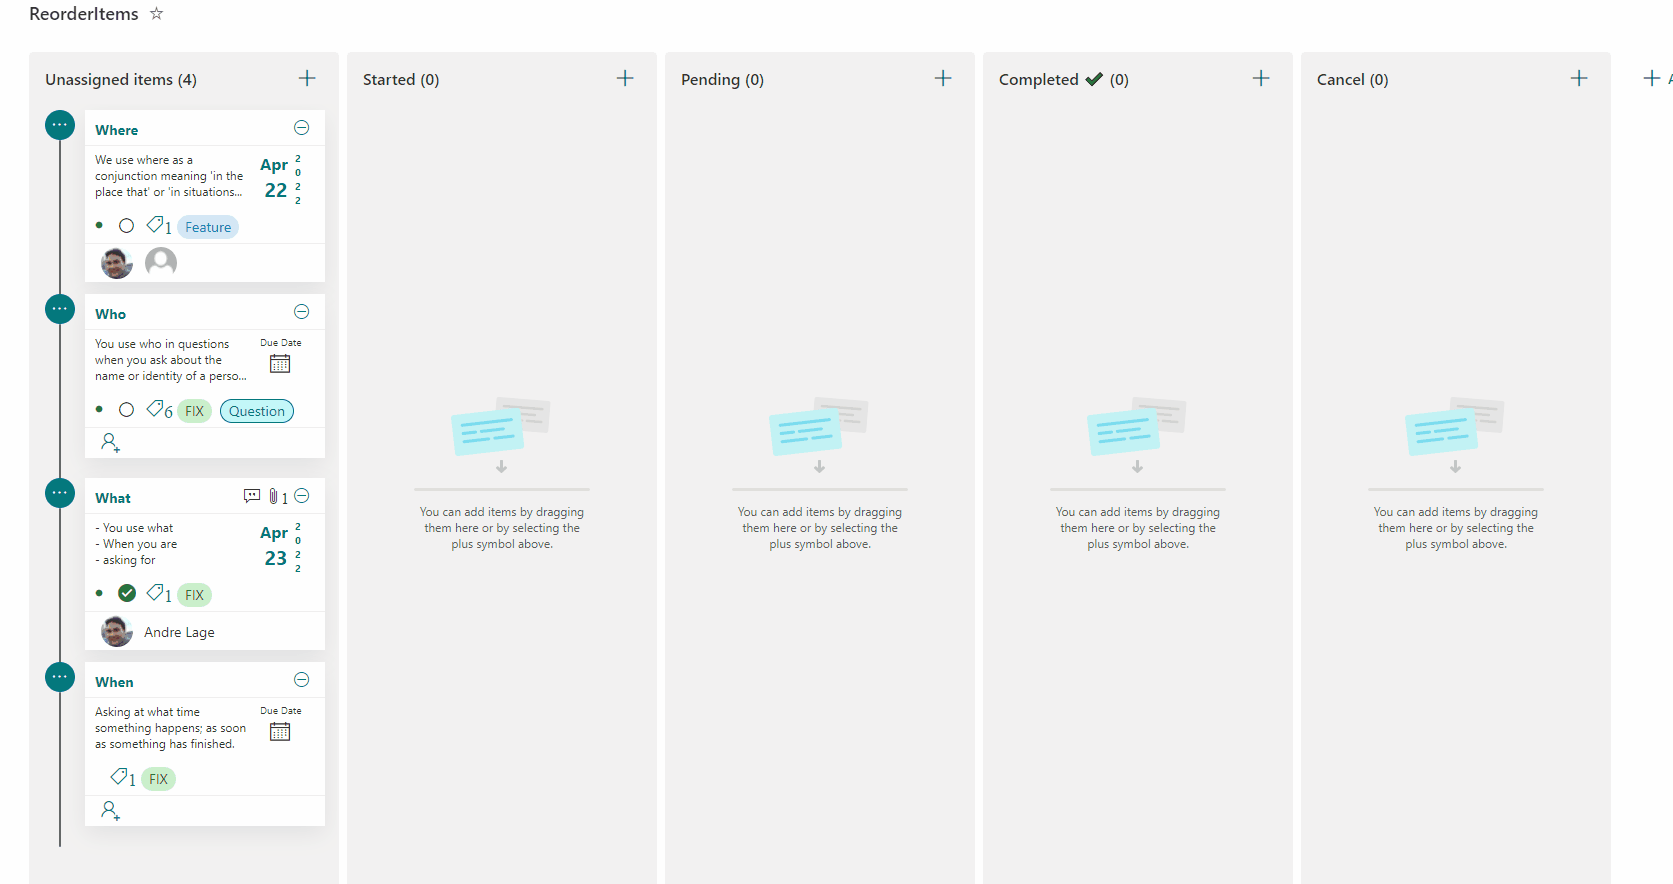 ReorderItems
Unassigned items (4)
Where
We use where as a
conjunction meaning 'in the
place that' or 'in situations...
Apr
22
2022
1 Feature
Who
You use who in questions
when you ask about the
name or identity of a perso...
Due Date
6 FIX Question
What
1
- You use what
- When you are
- asking for
Apr
23
2022
1 FIX
Andre Lage
When
Asking at what time
something happens; as soon
as something has finished.
Due Date
1 FIX
Started (0)
You can add items by dragging
them here or by selecting the
plus symbol above.
Pending (0)
You can add items by dragging
them here or by selecting the
plus symbol above.
Completed ✔ (0)
You can add items by dragging
them here or by selecting the
plus symbol above.
Cancel (0)
You can add items by dragging
them here or by selecting the
plus symbol above.